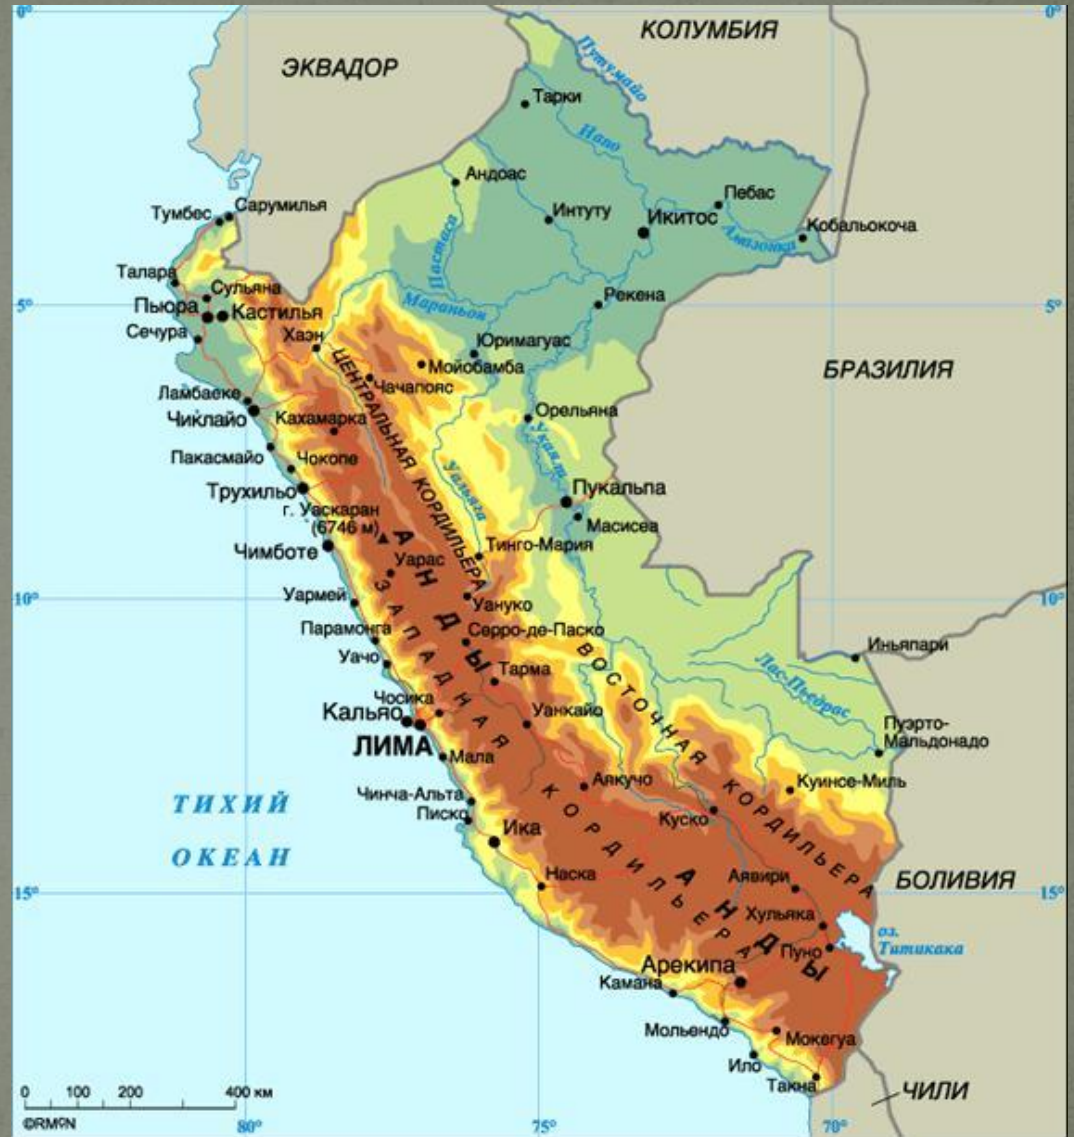 0°
0°
КОЛУМБИЯ
ЭКВАДОР
Путумайо
Тарки
Напо
Андоас
Пебас
Тумбес
Сарумилья
Интуту
Икитос
Кобальокоча
Амазонка
Пастаса
Талара
Сульяна
Рекена
5°
Пьюра
Кастилья
Мараньон
5°
Сечура
Хаэн
Юримагуас
Мойобамба
БРАЗИЛИЯ
Чачапояс
ЦЕНТРАЛЬНАЯ КОРДИЛЬЕРА
Ламбаеке
Чиклайо
Кахамарка
Орельяна
Укаяли
Пакасмайо
Чокопе
Уальяга
Трухильо
Пукальпа
г. Уаскаран
(6746 м)
Масисеа
Чимботе
Тинго-Мария
Уарас
АНДЫ
10°
Уармей
Уануко
10°
ЗАПАДНАЯ КОРДИЛЬЕРА
Парамонга
Серро-де-Паско
Уачо
Иньяпари
ВОСТОЧНАЯ КОРДИЛЬЕРА
Тарма
Лас-Пьедрас
Чосика
Кальяо
Уанкайо
Пуэрто-
Мальдонадо
ЛИМА
Мала
Аякучо
Куинсе-Миль
Чинча-Альта
Писко
Куско
ТИХИЙ
ОКЕАН
Ика
Наска
Аявири
БОЛИВИЯ
15°
15°
АНДЫ
Хульяка
Пуно
оз.
Титикака
Арекипа
Камана
Мольендо
Мокегуа
Ило
Такна
ЧИЛИ
0 100 200 400 км
©RMGN
80°
75°
70°